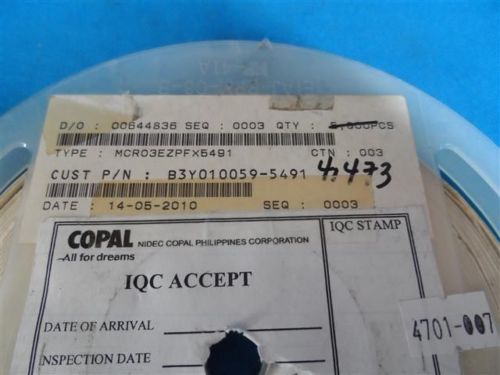 D/O : 00644836 SEQ : 0003 QTY : 5,000PCS
TYPE : MCR03EZPFX5491 CTN : 003
CUST P/N : B3Y010059-5491 4,473
DATE : 14-05-2010 SEQ : 0003
COPAL NIDEC COPAL PHILIPPINES CORPORATION
All for dreams
IQC STAMP
IQC ACCEPT
DATE OF ARRIVAL
INSPECTION DATE
4701-007